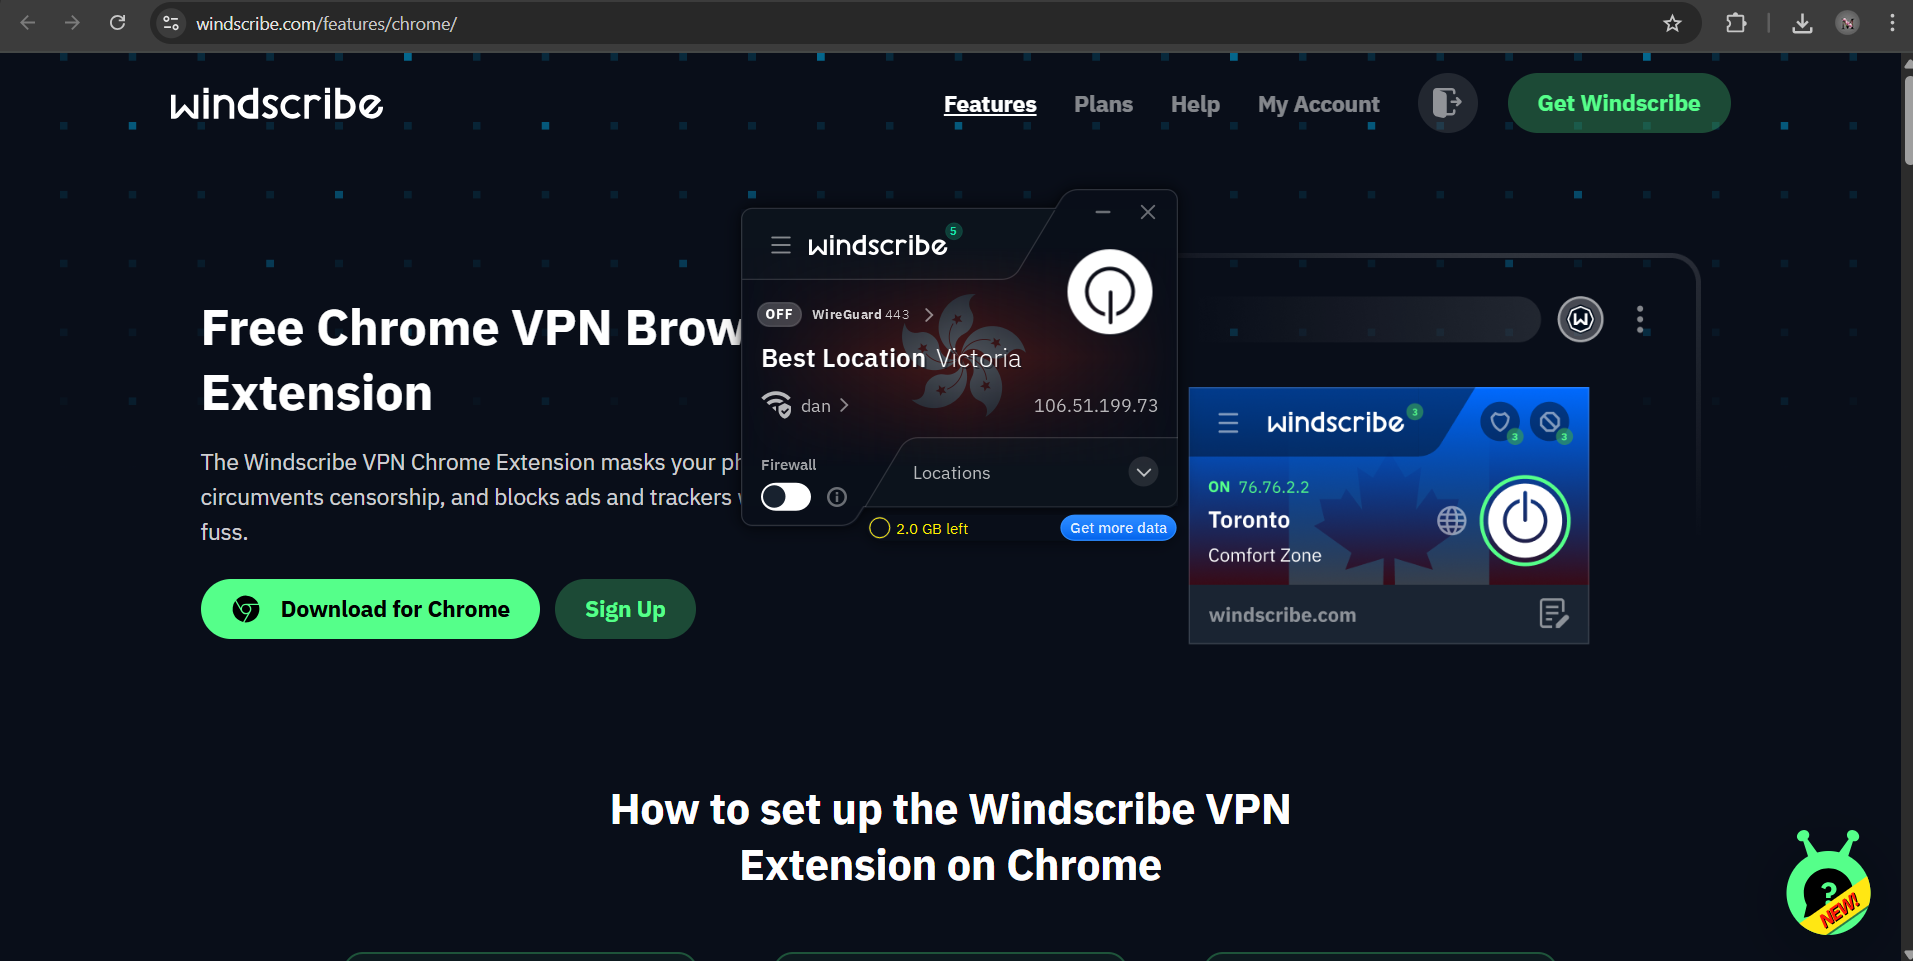 windscribe.com/features/chrome/
windscribe
Features
Plans
Help
My Account
Get Windscribe
Free Chrome VPN Brow
Extension
The Windscribe VPN Chrome Extension masks your ph
circumvents censorship, and blocks ads and trackers
fuss.
Download for Chrome
Sign Up
windscribe 5
OFF WireGuard 443
Best Location Victoria
dan
106.51.199.73
Firewall
Locations
2.0 GB left
Get more data
windscribe 3
3
3
ON 76.76.2.2
Toronto
Comfort Zone
windscribe.com
How to set up the Windscribe VPN
Extension on Chrome
?
NEW!